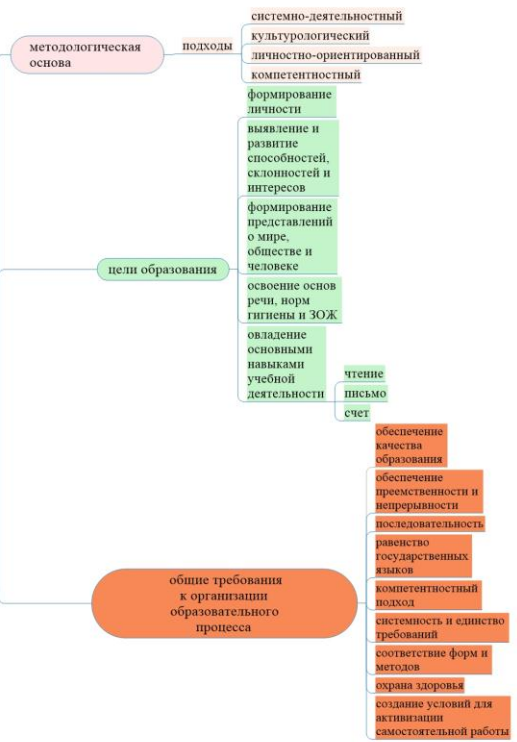 методологическая
основа
подходы
системно-деятельностный
культурологический
личностно-ориентированный
компетентностный
цели образования
формирование
личности
выявление и
развитие
способностей,
склонностей и
интересов
формирование
представлений
о мире,
обществе и
человеке
освоение основ
речи, норм
гигиены и ЗОЖ
овладение
основными
навыками
учебной
деятельности
чтение
письмо
счет
общие требования
к организации
образовательного
процесса
обеспечение
качества
образования
обеспечение
преемственности и
непрерывности
последовательность
равенство
государственных
языков
компетентностный
подход
системность и единство
требований
соответствие форм и
методов
охрана здоровья
создание условий для
активизации
самостоятельной работы